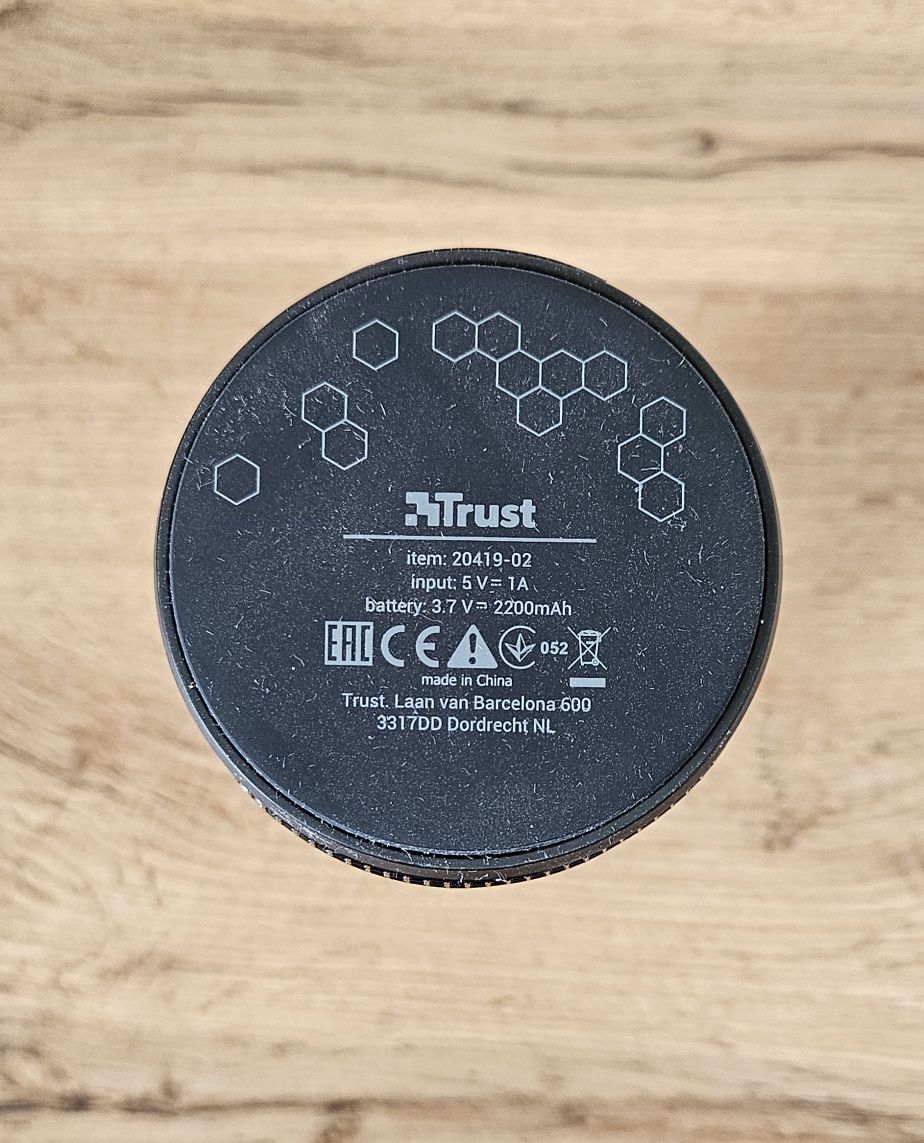 Trust
item: 20419-02
input: 5 V⎓ 1A
battery: 3.7 V⎓ 2200mAh
EAC CE 052
made in China
Trust. Laan van Barcelona 600
3317DD Dordrecht NL